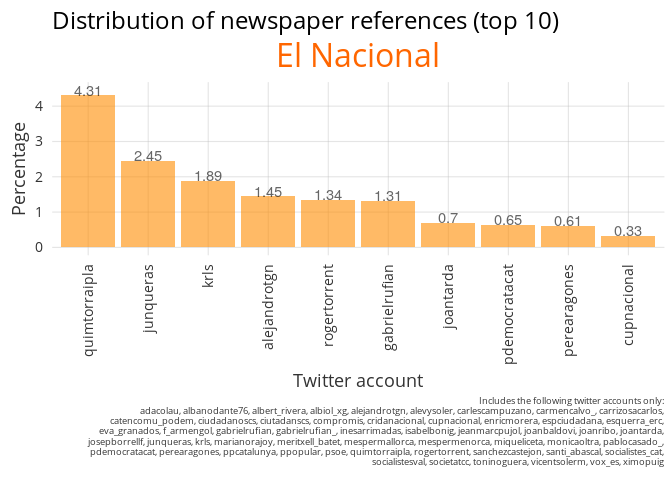 Distribution of newspaper references (top 10)
El Nacional
Percentage
4
3
2
1
0
4.31
2.45
1.89
1.45
1.34
1.31
0.7
0.65
0.61
0.33
quimtorraipla
junqueras
krls
alejandrotgn
rogertorrent
gabrielrufian
joantarda
pdemocratacat
perearagones
cupnacional
Twitter account
Includes the following twitter accounts only:
adacolau, albanodante76, albert_rivera, albiol_xg, alejandrotgn, alevysoler, carlescampuzano, carmencalvo_, carrizosacarlos,
catencomu_podem, ciudadanoscs, ciutadanscs, compromis, cridanacional, cupnacional, enricmorera, espciudadana, esquerra_erc,
eva_granados, f_armengol, gabrielrufian, gabrielrufian_, inesarrimadas, isabelbonig, jeanmarcpujol, joanbaldovi, joanribo, joantarda,
josepborrellf, junqueras, krls, marianorajoy, meritxell_batet, mespermallorca, mespermenorca, miqueliceta, monicaoltra, pablocasado_,
pdemocratacat, perearagones, ppcatalunya, ppopular, psoe, quimtorraipla, rogertorrent, sanchezcastejon, santi_abascal, socialistes_cat,
socialistesval, societatcc, toninoguera, vicentsolerm, vox_es, ximopuig